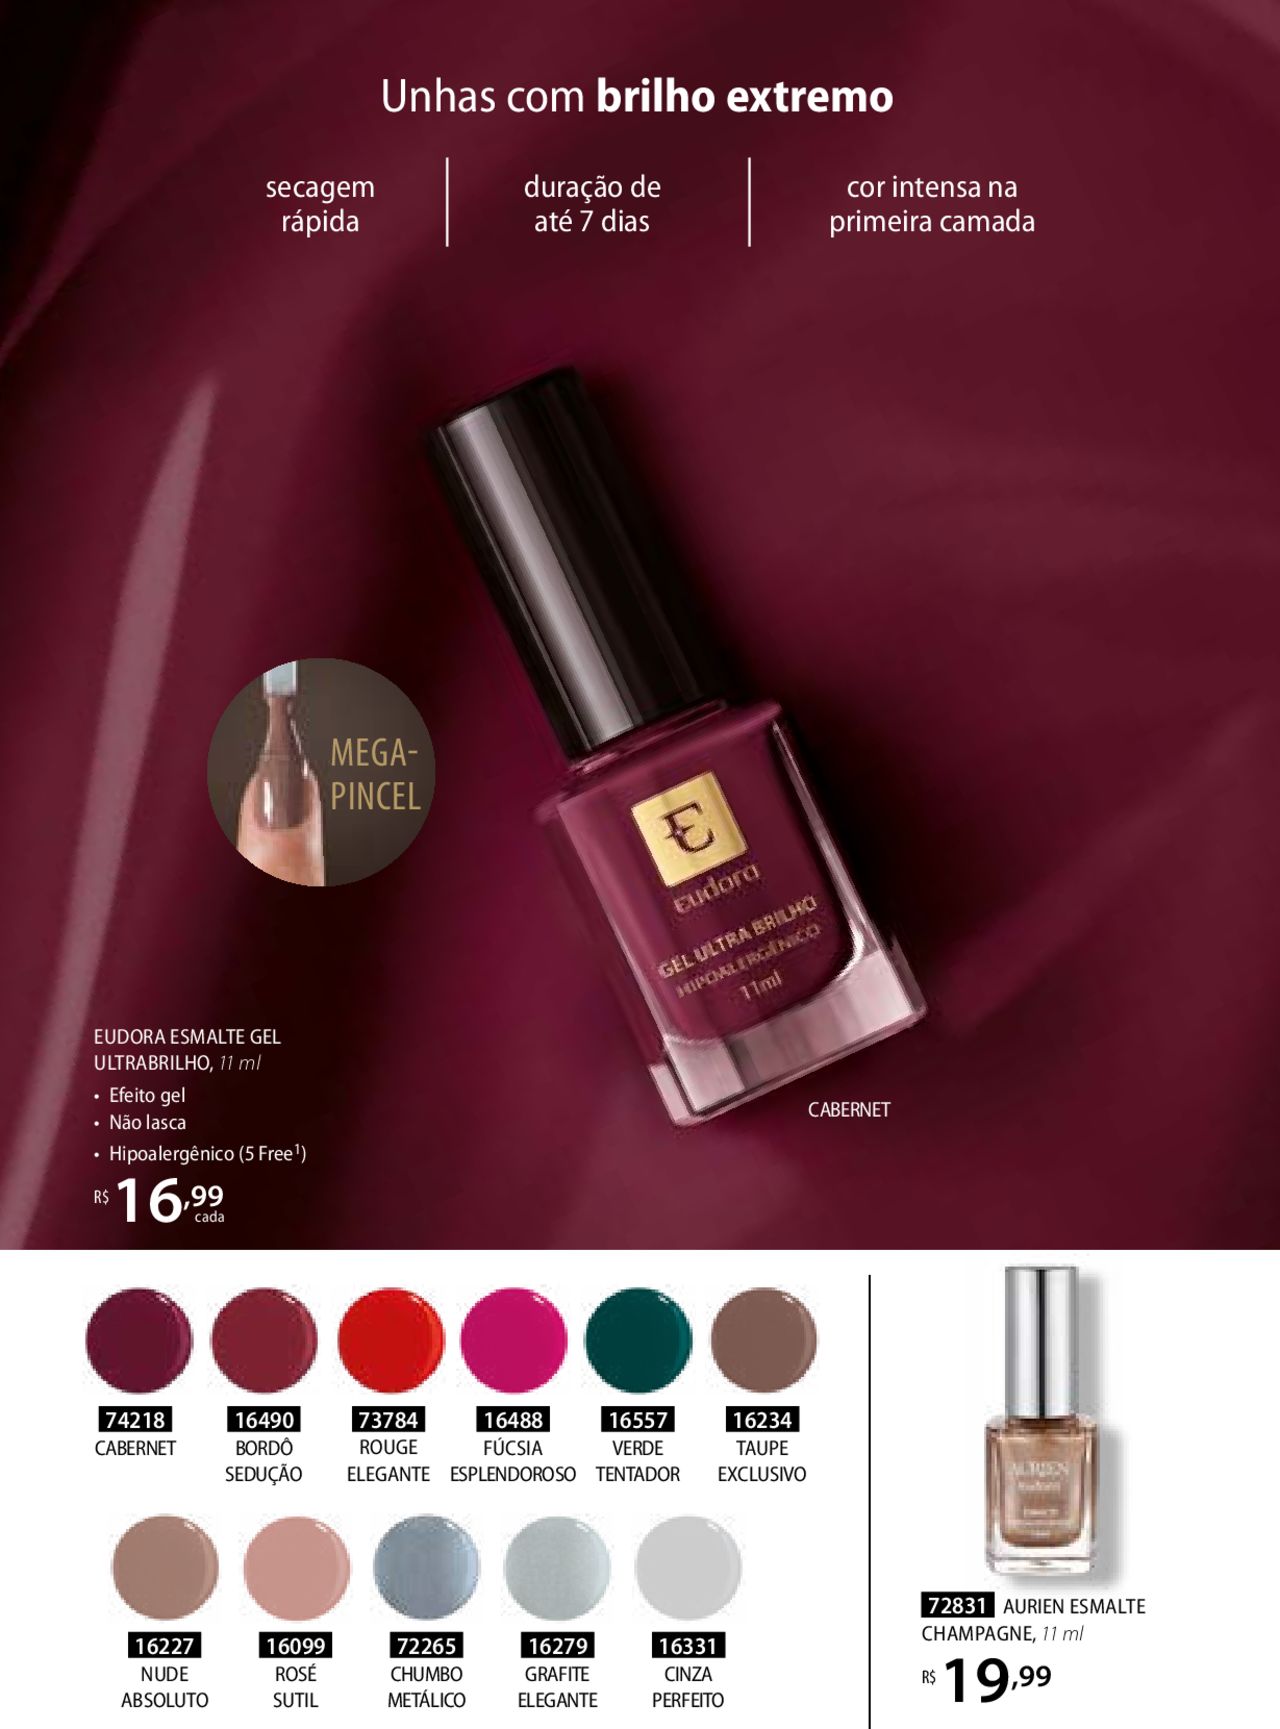 Unhas com brilho extremo
secagem
rápida
duração de
até 7 dias
cor intensa na
primeira camada
MEGA-
PINCEL
E
Eudora
GEL ULTRA BRILHO
HIPOALERGÊNICO
11ml
CABERNET
EUDORA ESMALTE GEL
ULTRABRILHO, 11 ml
• Efeito gel
• Não lasca
• Hipoalergênico (5 Free¹)
R$ 16,99
cada
74218
CABERNET
16490
BORDÔ
SEDUÇÃO
73784
ROUGE
ELEGANTE
16488
FÚCSIA
ESPLENDOROSO
16557
VERDE
TENTADOR
16234
TAUPE
EXCLUSIVO
16227
NUDE
ABSOLUTO
16099
ROSÉ
SUTIL
72265
CHUMBO
METÁLICO
16279
GRAFITE
ELEGANTE
16331
CINZA
PERFEITO
AURIEN
eudora
72831 AURIEN ESMALTE
CHAMPAGNE, 11 ml
R$ 19,99